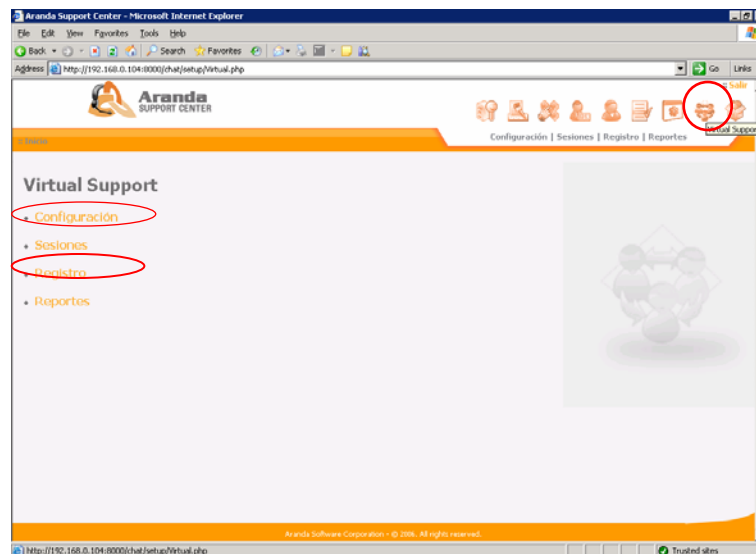 Aranda Support Center - Microsoft Internet Explorer
File Edit View Favorites Tools Help
Back Search Favorites
Address http://192.168.0.104:8000/chat/setup/Virtual.php Go Links
Salir
Aranda
SUPPORT CENTER
Configuración | Sesiones | Registro | Reportes
Virtual Suppor
Inicio
Virtual Support
Configuración
Sesiones
Registro
Reportes
Aranda Software Corporation - © 2006. All rights reserved.
http://192.168.0.104:8000/chat/setup/Virtual.php Trusted sites